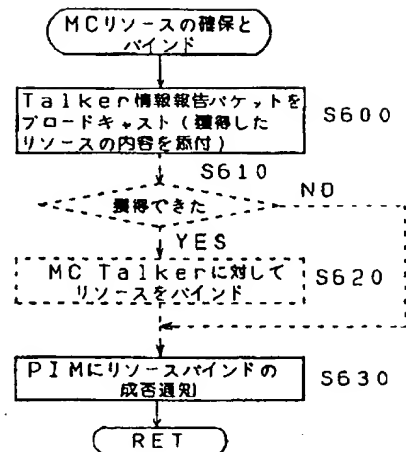 MCリソースの確保と
バインド
Talker情報報告パケットを
ブロードキャスト(獲得した
リソースの内容を添付)
S600
S610
獲得できた
NO
YES
MC Talkerに対して
リソースをバインド
S620
PIMにリソースバインドの
成否通知
S630
RET